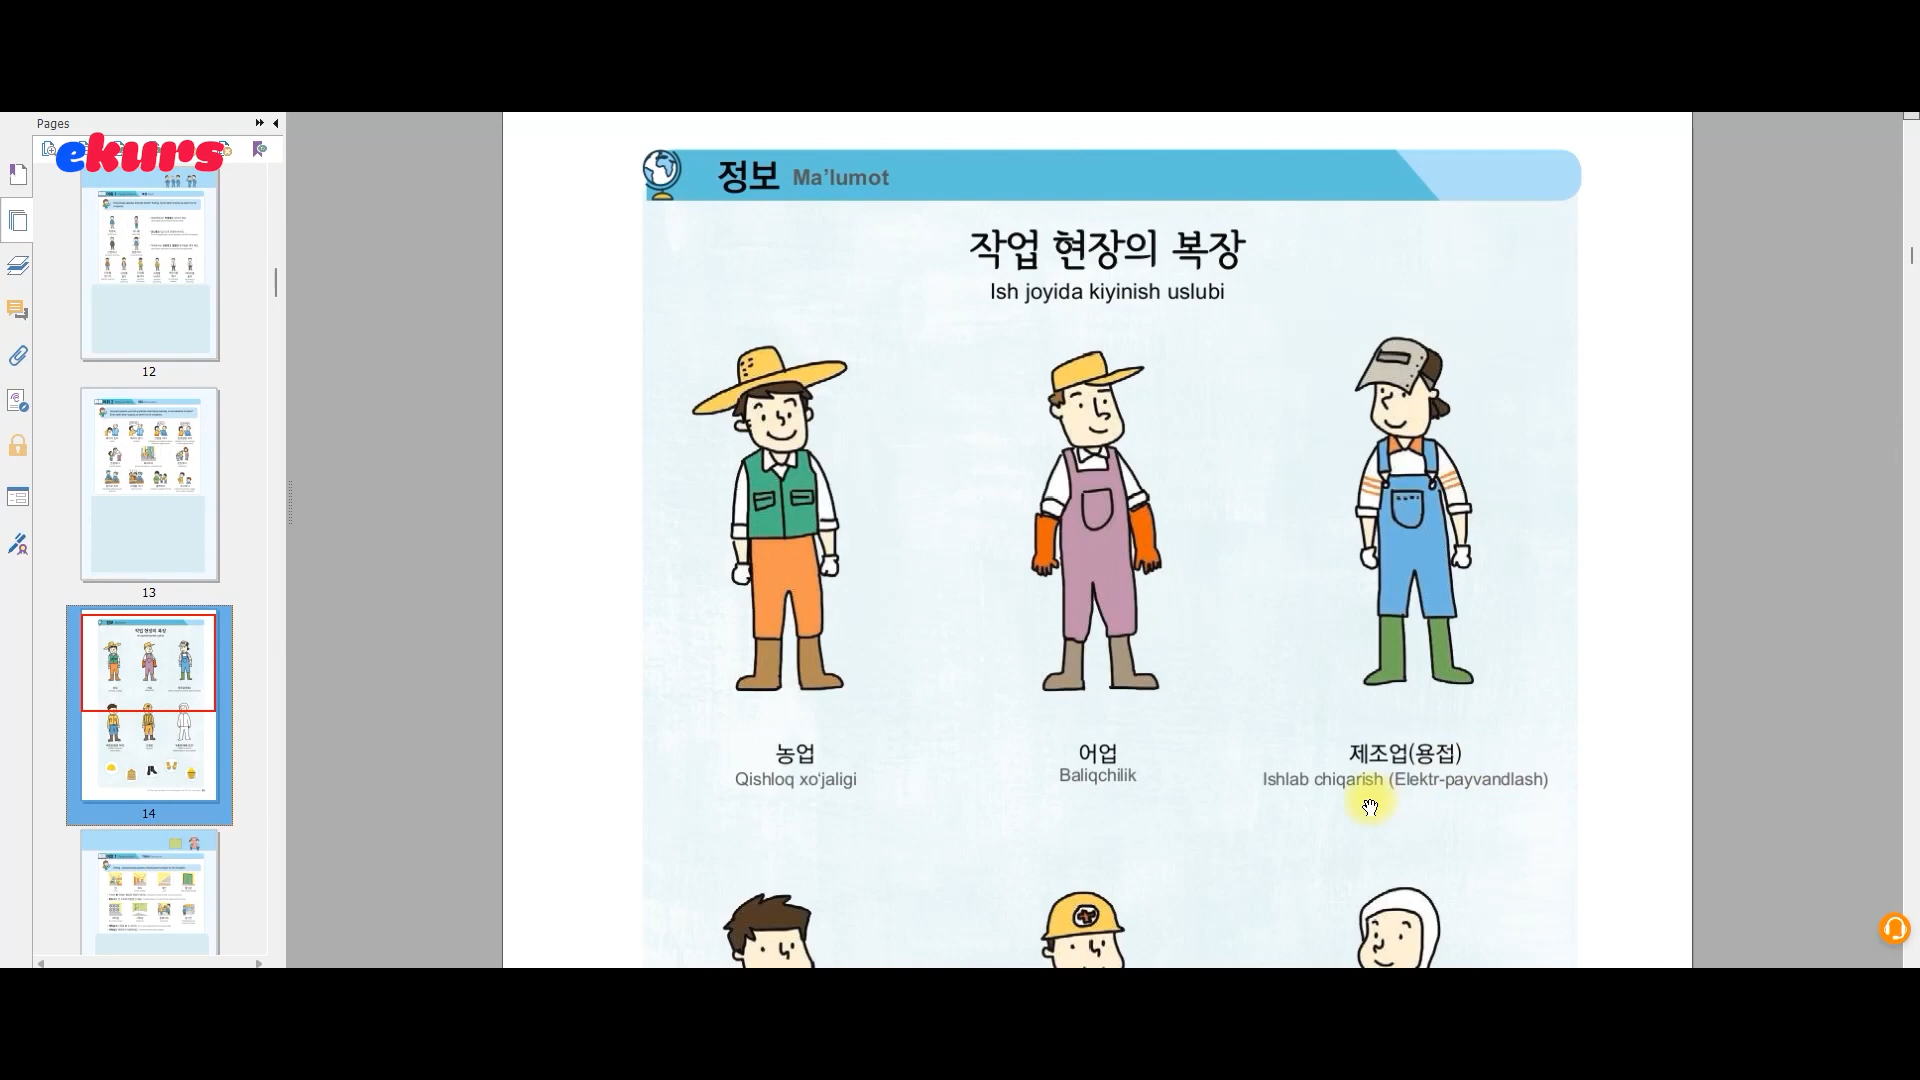 Pages
ekurs
12
13
14
정보 Ma’lumot
작업 현장의 복장
Ish joyida kiyinish uslubi
농업
Qishloq xo‘jaligi
어업
Baliqchilik
제조업(용접)
Ishlab chiqarish (Elektr-payvandlash)